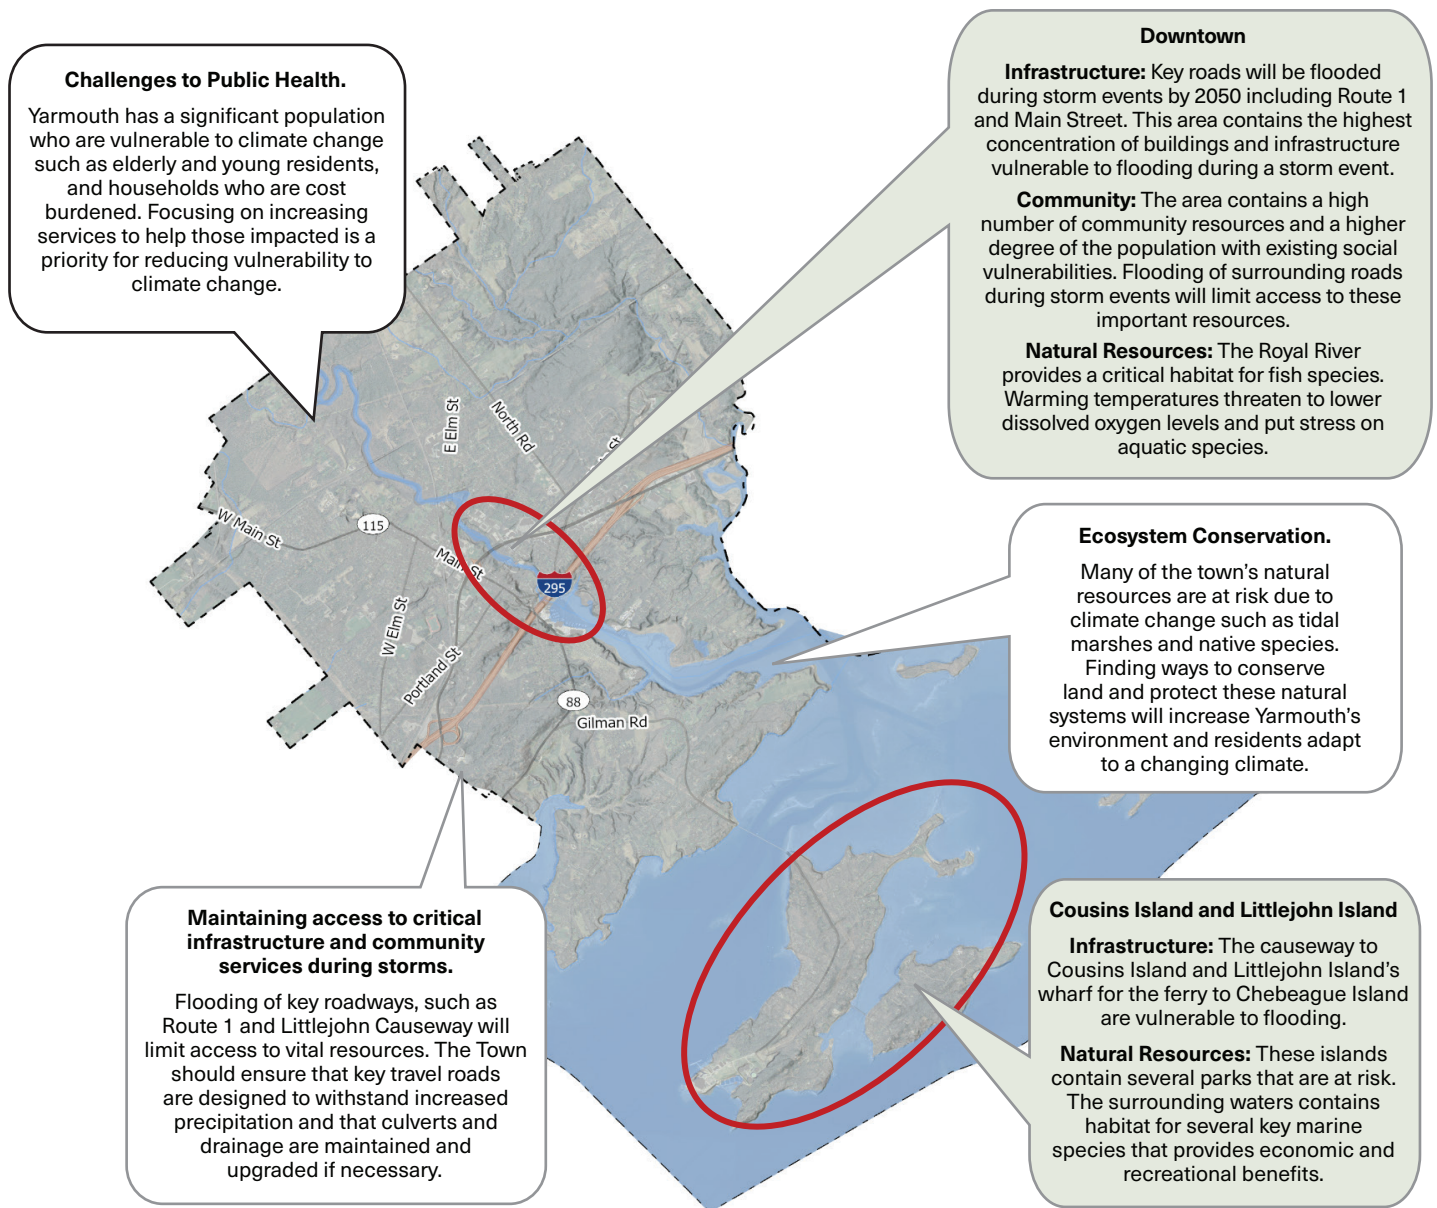 Challenges to Public Health.
Yarmouth has a significant population
who are vulnerable to climate change
such as elderly and young residents,
and households who are cost
burdened. Focusing on increasing
services to help those impacted is a
priority for reducing vulnerability to
climate change.
Downtown
Infrastructure: Key roads will be flooded
during storm events by 2050 including Route 1
and Main Street. This area contains the highest
concentration of buildings and infrastructure
vulnerable to flooding during a storm event.
Community: The area contains a high
number of community resources and a higher
degree of the population with existing social
vulnerabilities. Flooding of surrounding roads
during storm events will limit access to these
important resources.
Natural Resources: The Royal River
provides a critical habitat for fish species.
Warming temperatures threaten to lower
dissolved oxygen levels and put stress on
aquatic species.
E Elm St
North Rd
St
W Main St
115
Main St
295
W Elm St
Portland St
88
Gilman Rd
Ecosystem Conservation.
Many of the town's natural
resources are at risk due to
climate change such as tidal
marshes and native species.
Finding ways to conserve
land and protect these natural
systems will increase Yarmouth's
environment and residents adapt
to a changing climate.
Maintaining access to critical
infrastructure and community
services during storms.
Flooding of key roadways, such as
Route 1 and Littlejohn Causeway will
limit access to vital resources. The Town
should ensure that key travel roads
are designed to withstand increased
precipitation and that culverts and
drainage are maintained and
upgraded if necessary.
Cousins Island and Littlejohn Island
Infrastructure: The causeway to
Cousins Island and Littlejohn Island's
wharf for the ferry to Chebeague Island
are vulnerable to flooding.
Natural Resources: These islands
contain several parks that are at risk.
The surrounding waters contains
habitat for several key marine
species that provides economic and
recreational benefits.